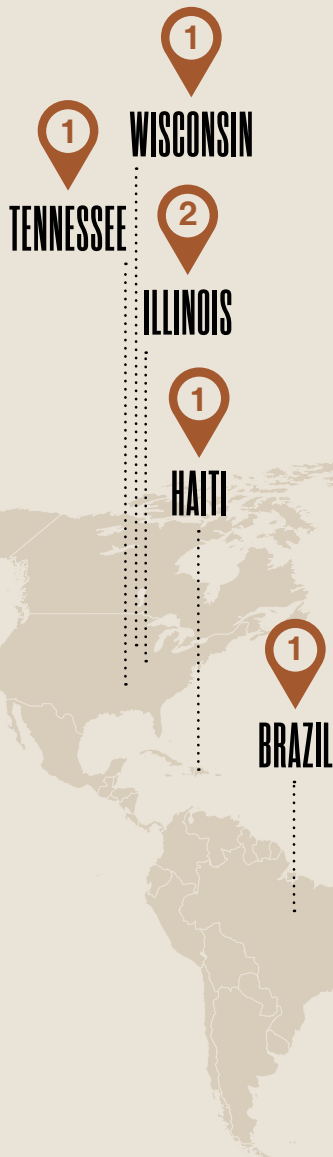 1
WISCONSIN
1
TENNESSEE
2
ILLINOIS
1
HAITI
1
BRAZIL